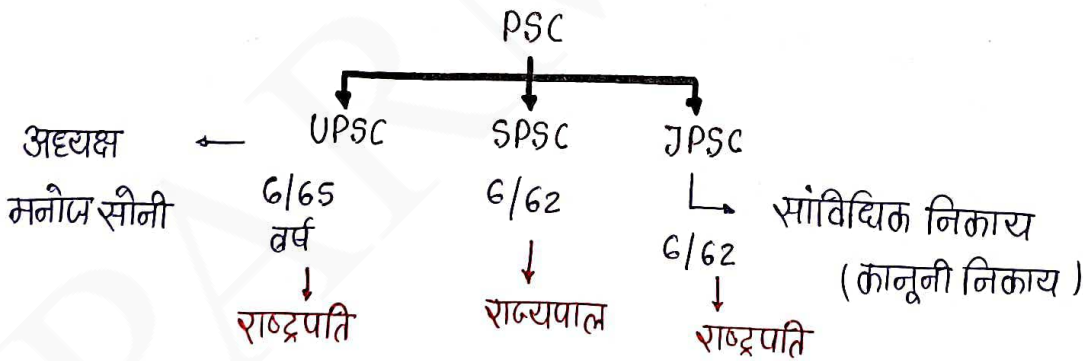 PSC
UPSC SPSC JPSC
अध्यक्ष
मनोज सोनी
6/65
वर्ष
6/62
6/62
सांविधिक निकाय
(कानूनी निकाय)
राष्ट्रपति
राज्यपाल
राष्ट्रपति